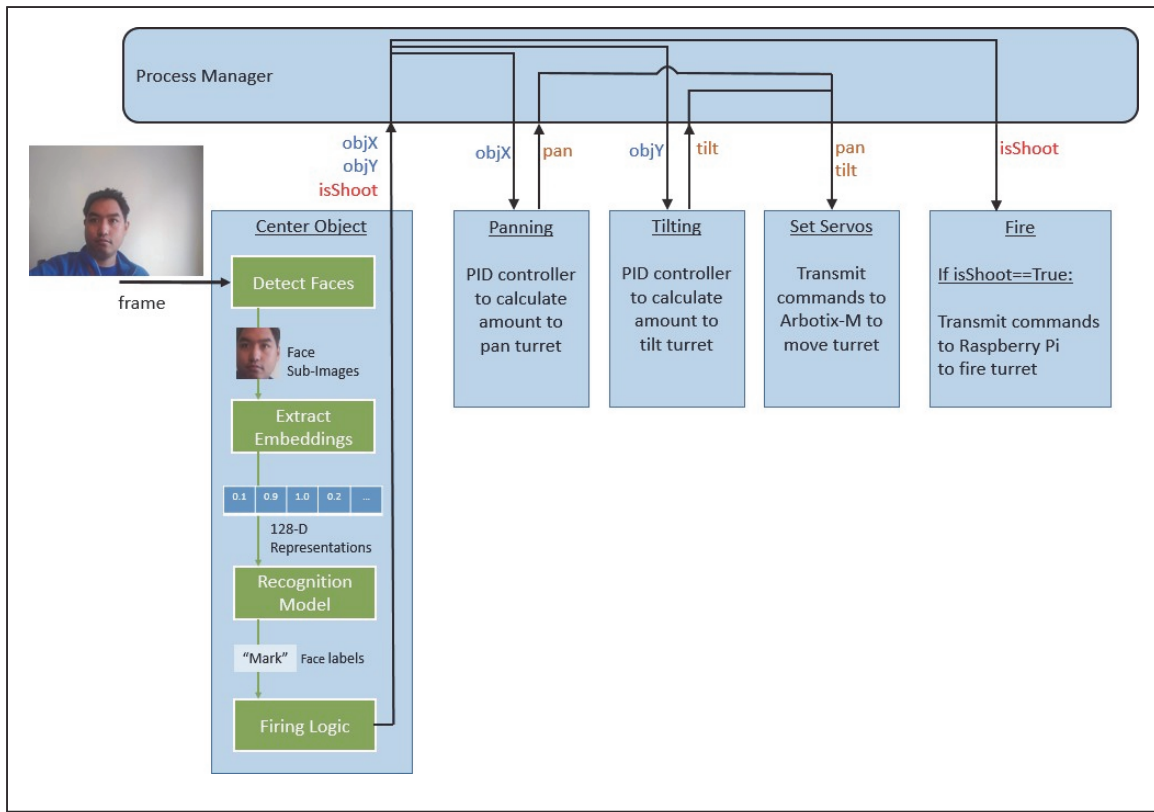 Process Manager
objX
objY
isShoot
objX
pan
objY
tilt
pan
tilt
isShoot
frame
Center Object
Detect Faces
Face
Sub-Images
Extract
Embeddings
0.1 0.9 1.0 0.2 ...
128-D
Representations
Recognition
Model
“Mark” Face labels
Firing Logic
Panning
PID controller
to calculate
amount to
pan turret
Tilting
PID controller
to calculate
amount to
tilt turret
Set Servos
Transmit
commands to
Arbotix-M to
move turret
Fire
If isShoot==True:
Transmit commands
to Raspberry Pi
to fire turret